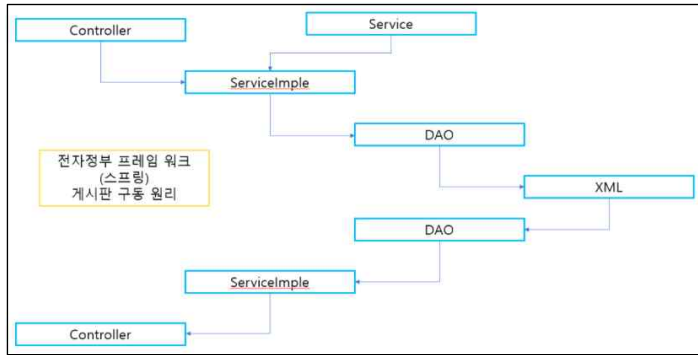 Controller
Service
ServiceImple
DAO
전자정부 프레임 워크
(스프링)
게시판 구동 원리
XML
DAO
ServiceImple
Controller